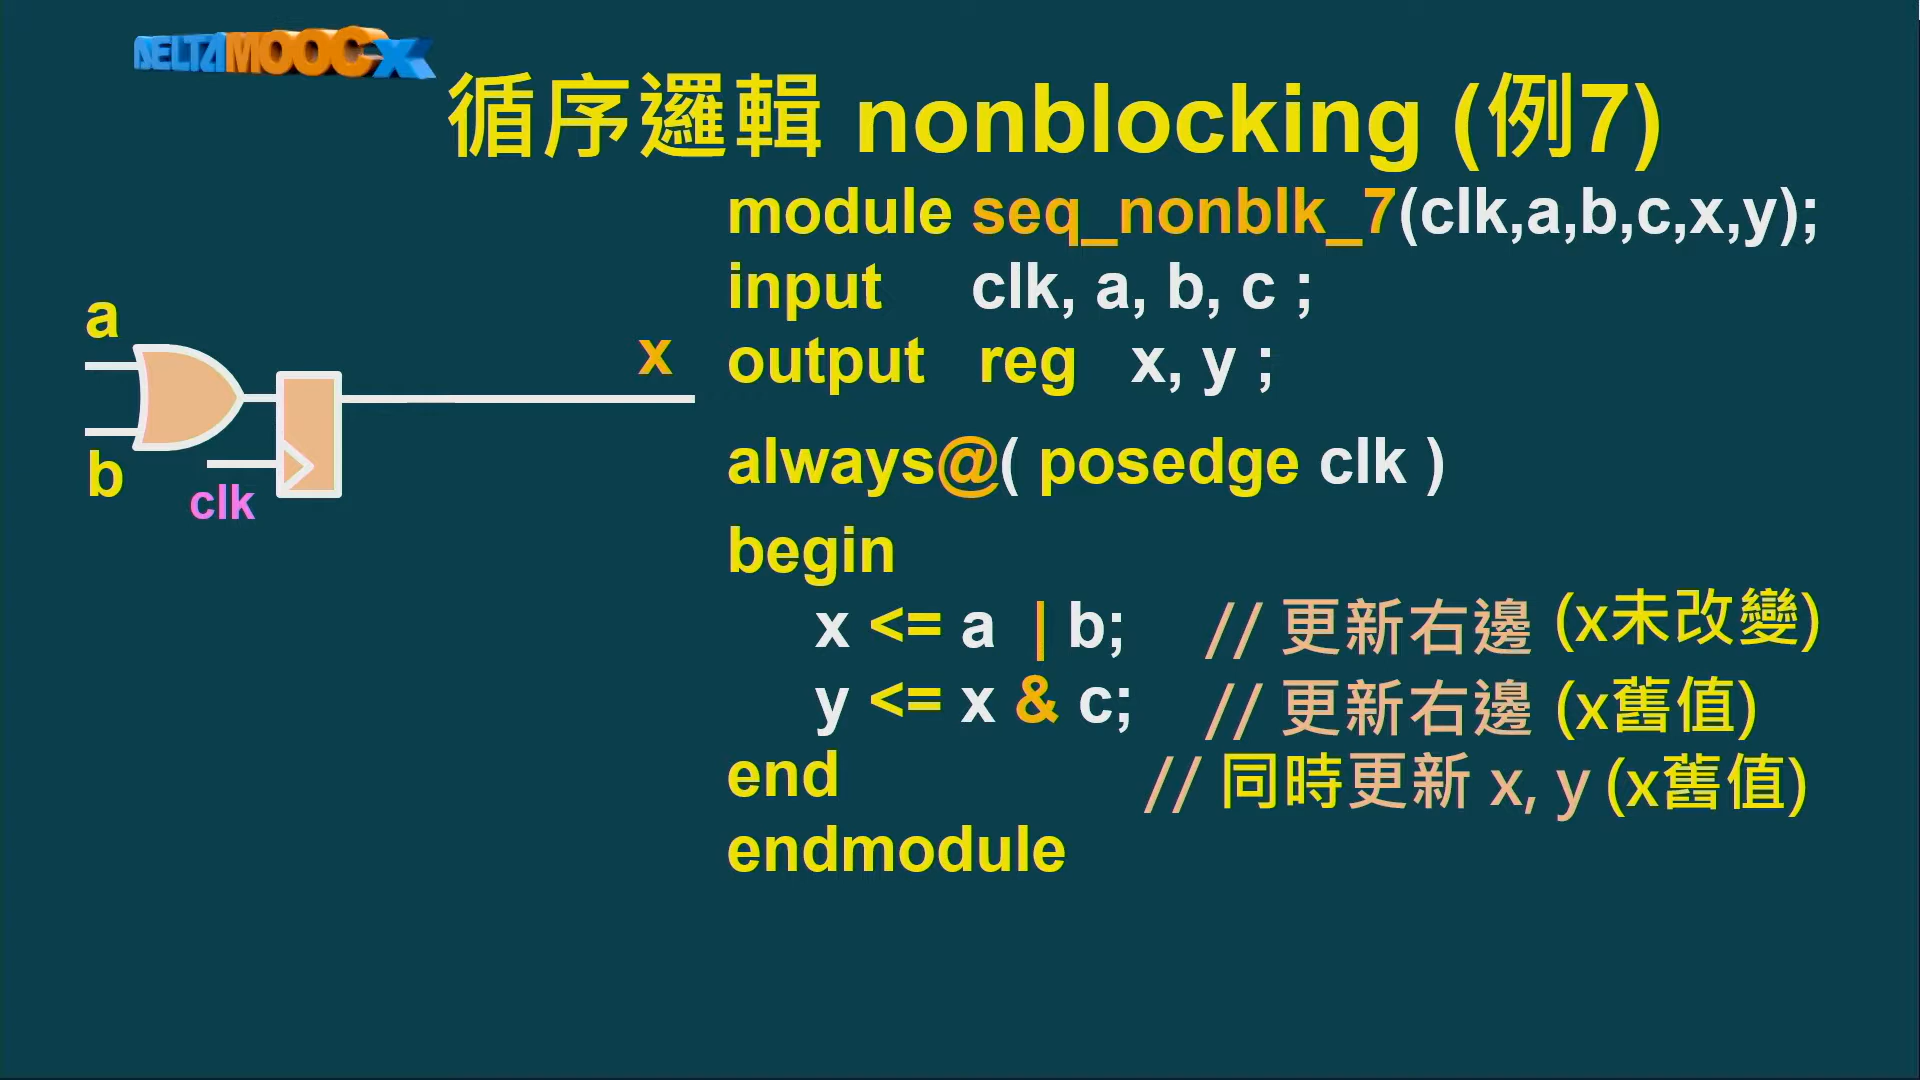 DELTAMOOCx
循序邏輯 nonblocking (例7)
module seq_nonblk_7(clk,a,b,c,x,y);
input clk, a, b, c ;
output reg x, y ;
always@( posedge clk )
begin
x <= a | b; // 更新右邊 (x未改變)
y <= x & c; // 更新右邊 (x舊值)
end // 同時更新 x, y (x舊值)
endmodule
a
b
clk
x